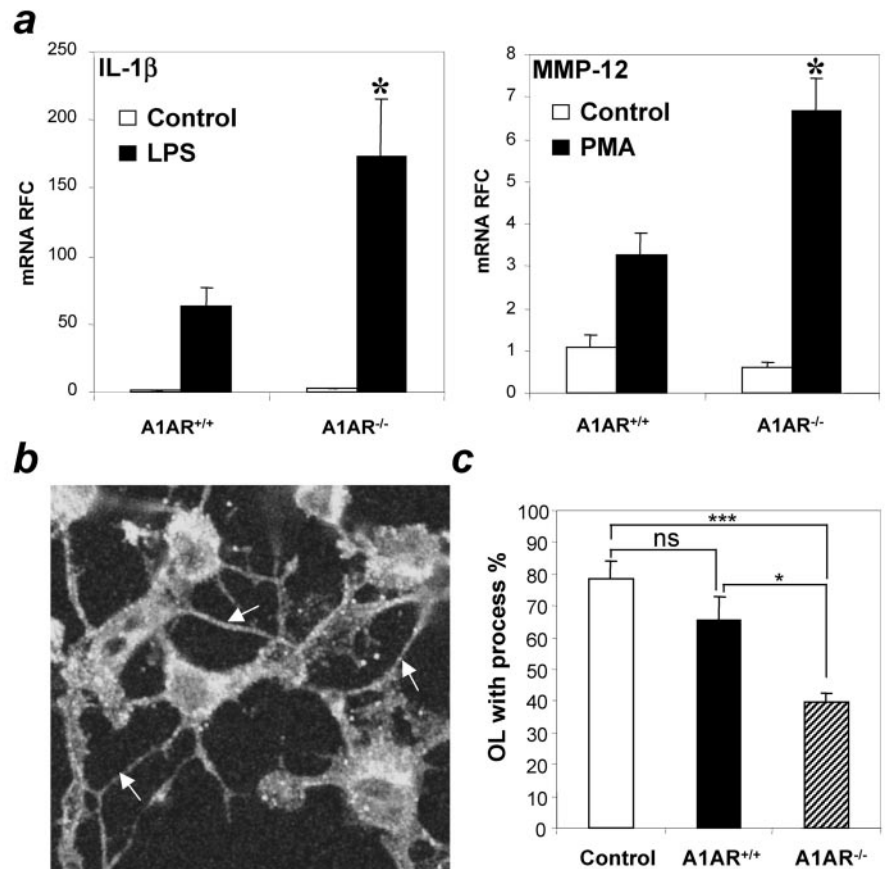 a
IL-1β
Control
LPS
mRNA RFC
250
200
150
100
50
0
*
A1AR+/+
A1AR-/-
MMP-12
Control
PMA
mRNA RFC
8
7
6
5
4
3
2
1
0
*
A1AR+/+
A1AR-/-
b
c
OL with process %
100
90
80
70
60
50
40
30
20
10
0
***
ns
*
Control
A1AR+/+
A1AR-/-